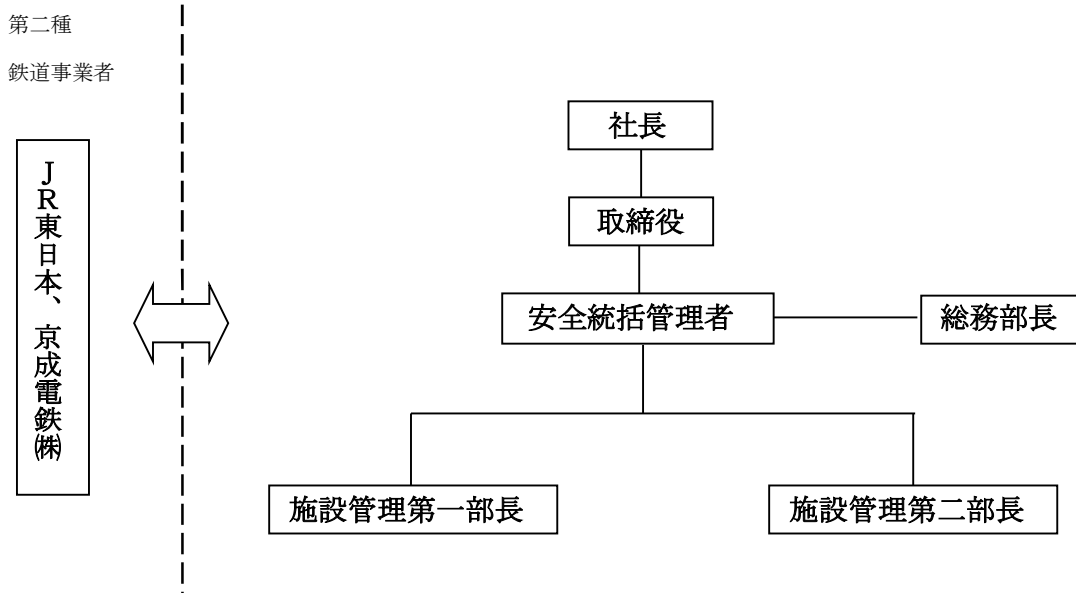 第二種
鉄道事業者
JR東日本、京成電鉄㈱
社長
取締役
安全統括管理者
総務部長
施設管理第一部長
施設管理第二部長